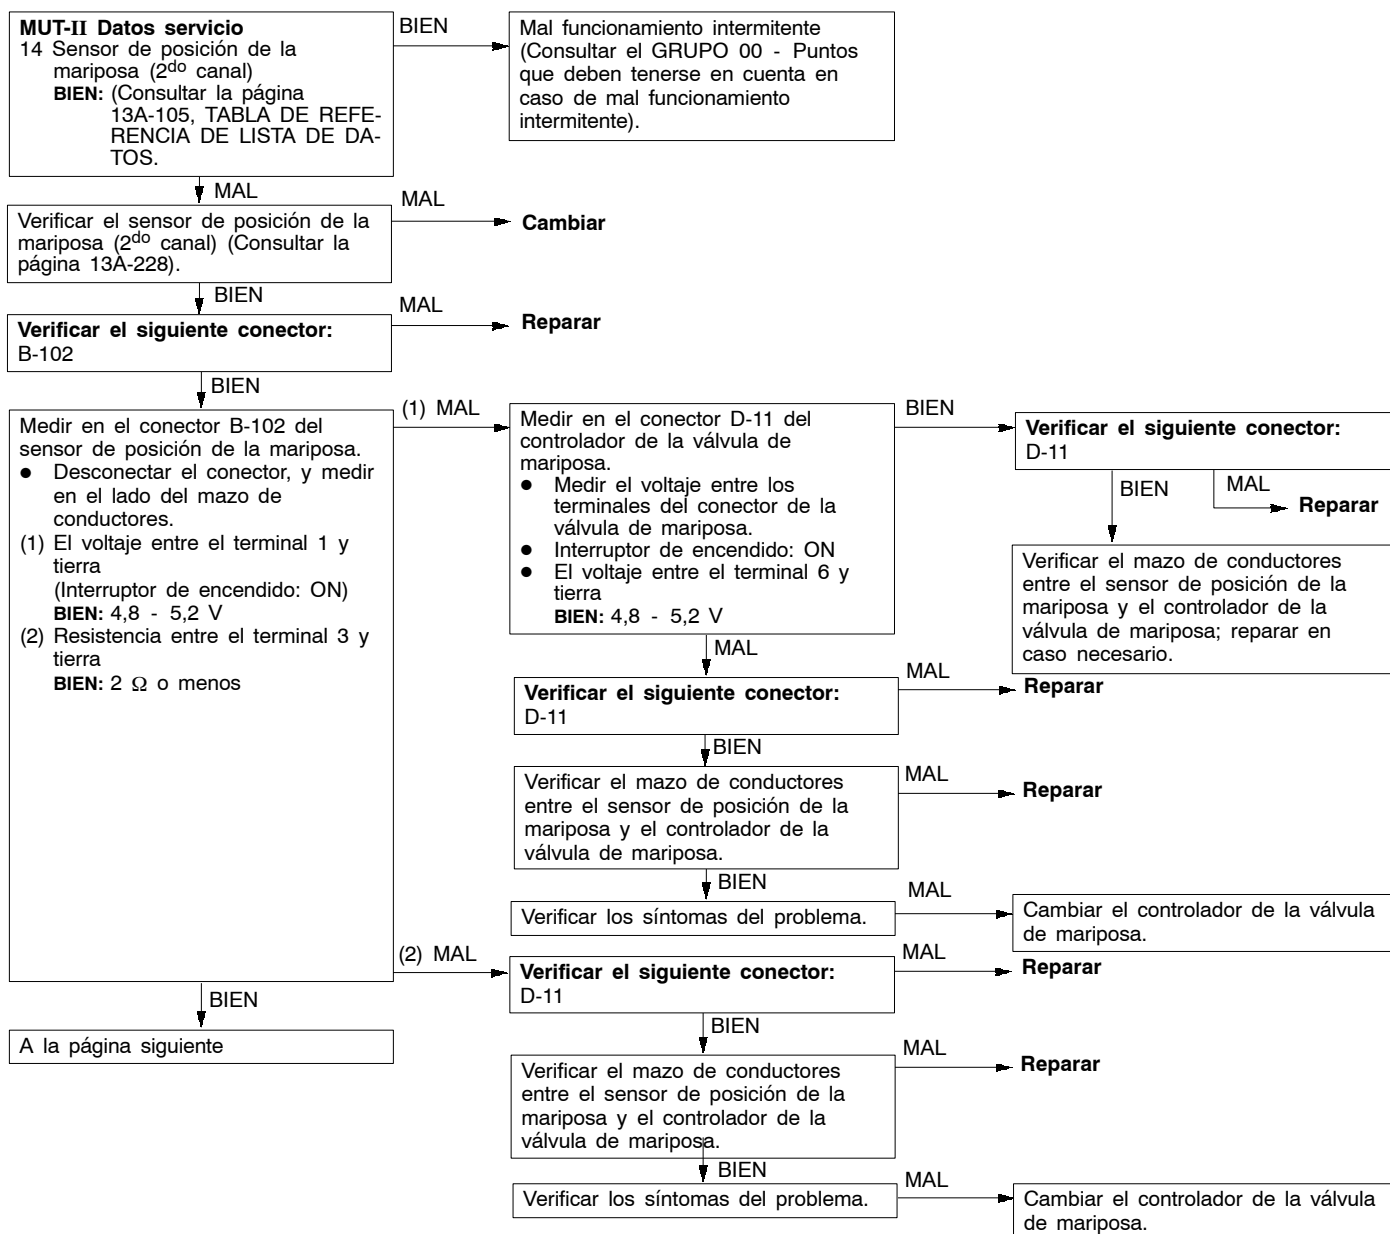 MUT-II Datos servicio
14 Sensor de posición de la
mariposa (2do canal)
BIEN: (Consultar la página
13A-105, TABLA DE REFE-
RENCIA DE LISTA DE DA-
TOS.
BIEN
Mal funcionamiento intermitente
(Consultar el GRUPO 00 - Puntos
que deben tenerse en cuenta en
caso de mal funcionamiento
intermitente).
MAL
Verificar el sensor de posición de la
mariposa (2do canal) (Consultar la
página 13A-228).
MAL
Cambiar
BIEN
Verificar el siguiente conector:
B-102
MAL
Reparar
BIEN
Medir en el conector B-102 del
sensor de posición de la mariposa.
● Desconectar el conector, y medir
en el lado del mazo de
conductores.
(1) El voltaje entre el terminal 1 y
tierra
(Interruptor de encendido: ON)
BIEN: 4,8 - 5,2 V
(2) Resistencia entre el terminal 3 y
tierra
BIEN: 2 Ω o menos
(1) MAL
Medir en el conector D-11 del
controlador de la válvula de
mariposa.
● Medir el voltaje entre los
terminales del conector de la
válvula de mariposa.
● Interruptor de encendido: ON
● El voltaje entre el terminal 6 y
tierra
BIEN: 4,8 - 5,2 V
BIEN
Verificar el siguiente conector:
D-11
MAL
Reparar
BIEN
Verificar el mazo de conductores
entre el sensor de posición de la
mariposa y el controlador de la
válvula de mariposa; reparar en
caso necesario.
MAL
Verificar el siguiente conector:
D-11
MAL
Reparar
BIEN
Verificar el mazo de conductores
entre el sensor de posición de la
mariposa y el controlador de la
válvula de mariposa.
MAL
Reparar
BIEN
Verificar los síntomas del problema.
MAL
Cambiar el controlador de la válvula
de mariposa.
(2) MAL
Verificar el siguiente conector:
D-11
MAL
Reparar
BIEN
Verificar el mazo de conductores
entre el sensor de posición de la
mariposa y el controlador de la
válvula de mariposa.
MAL
Reparar
BIEN
Verificar los síntomas del problema.
MAL
Cambiar el controlador de la válvula
de mariposa.
BIEN
A la página siguiente